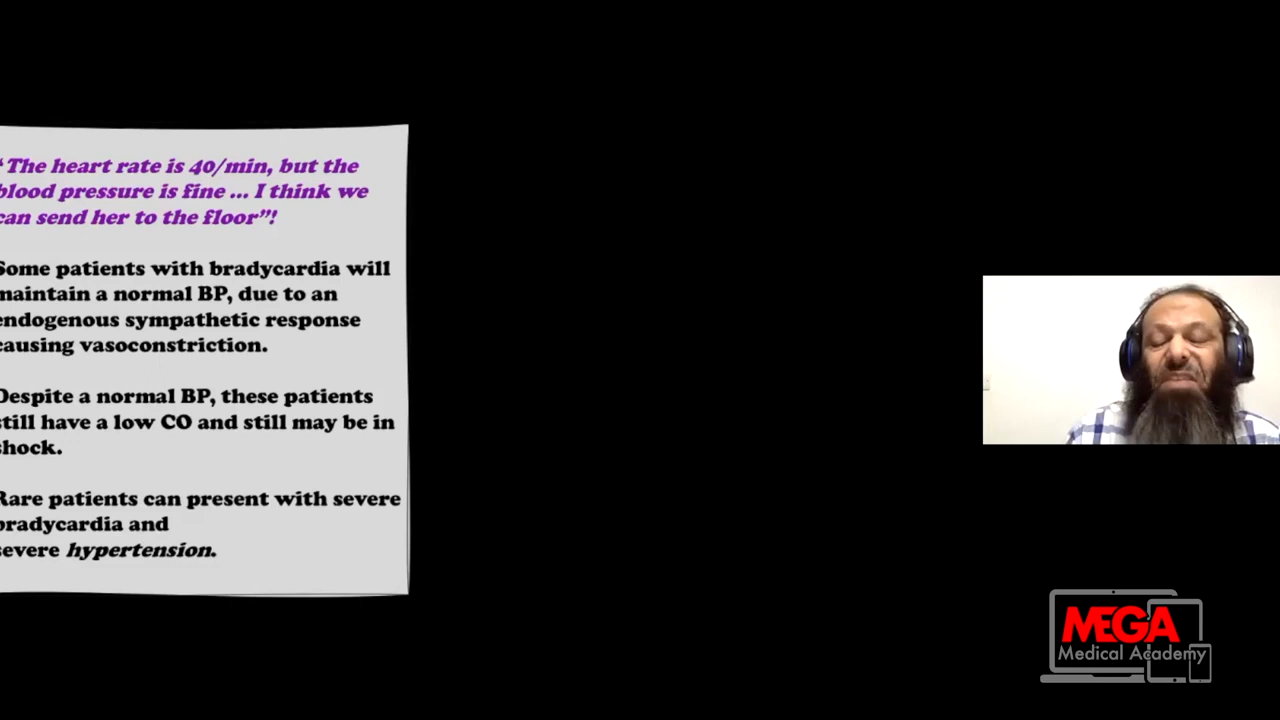 “The heart rate is 40/min, but the
blood pressure is fine ... I think we
can send her to the floor”!
Some patients with bradycardia will
maintain a normal BP, due to an
endogenous sympathetic response
causing vasoconstriction.
Despite a normal BP, these patients
still have a low CO and still may be in
shock.
Rare patients can present with severe
bradycardia and
severe hypertension.
MEGA
Medical Academy